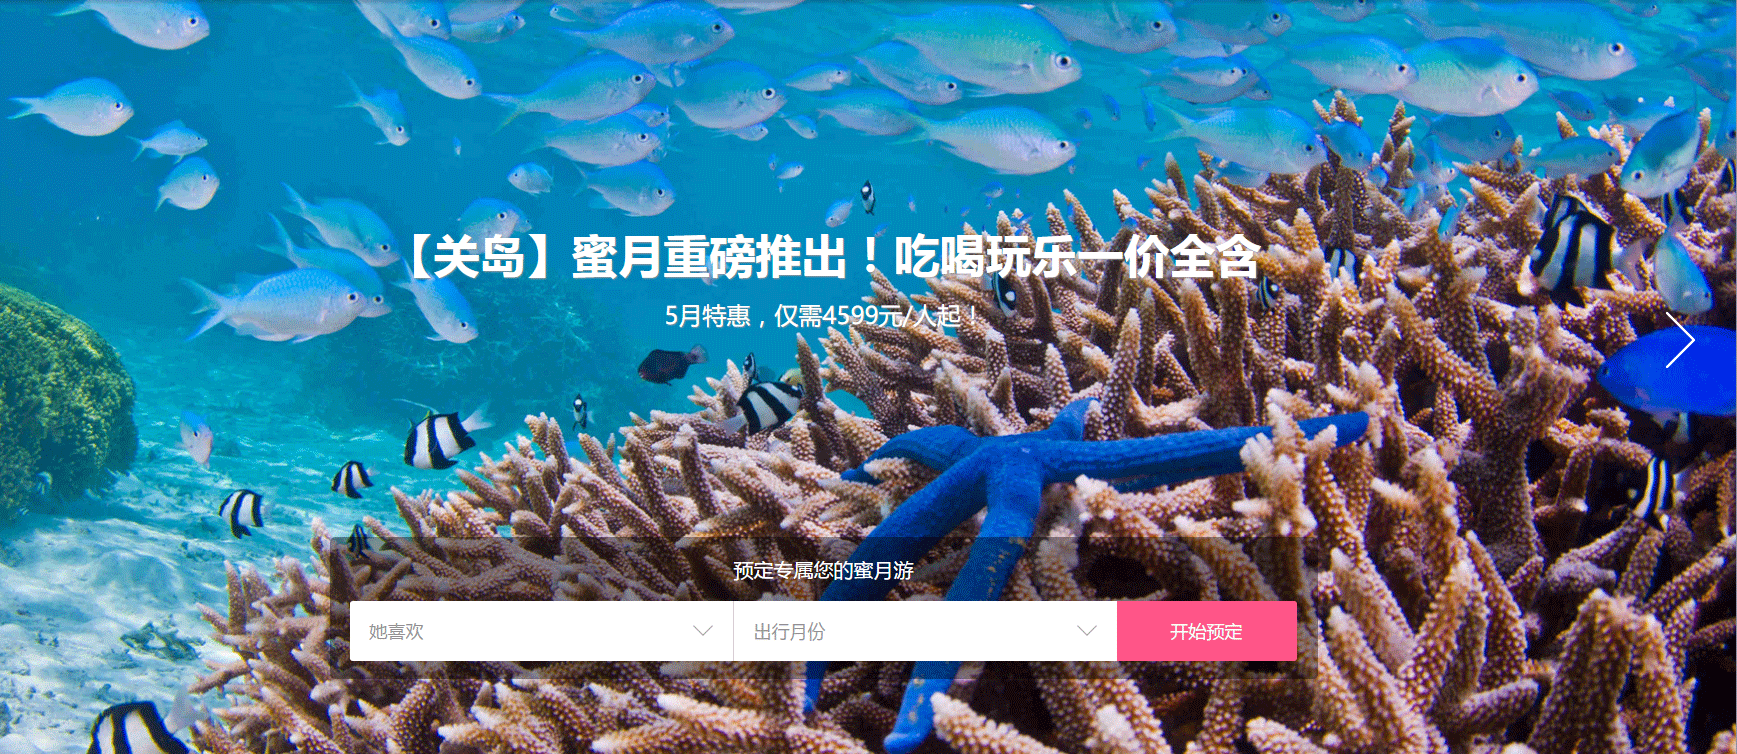 【关岛】蜜月重磅推出！吃喝玩乐一价全含
5月特惠，仅需4599元/人起！
预定专属您的蜜月游
她喜欢
出行月份
开始预定